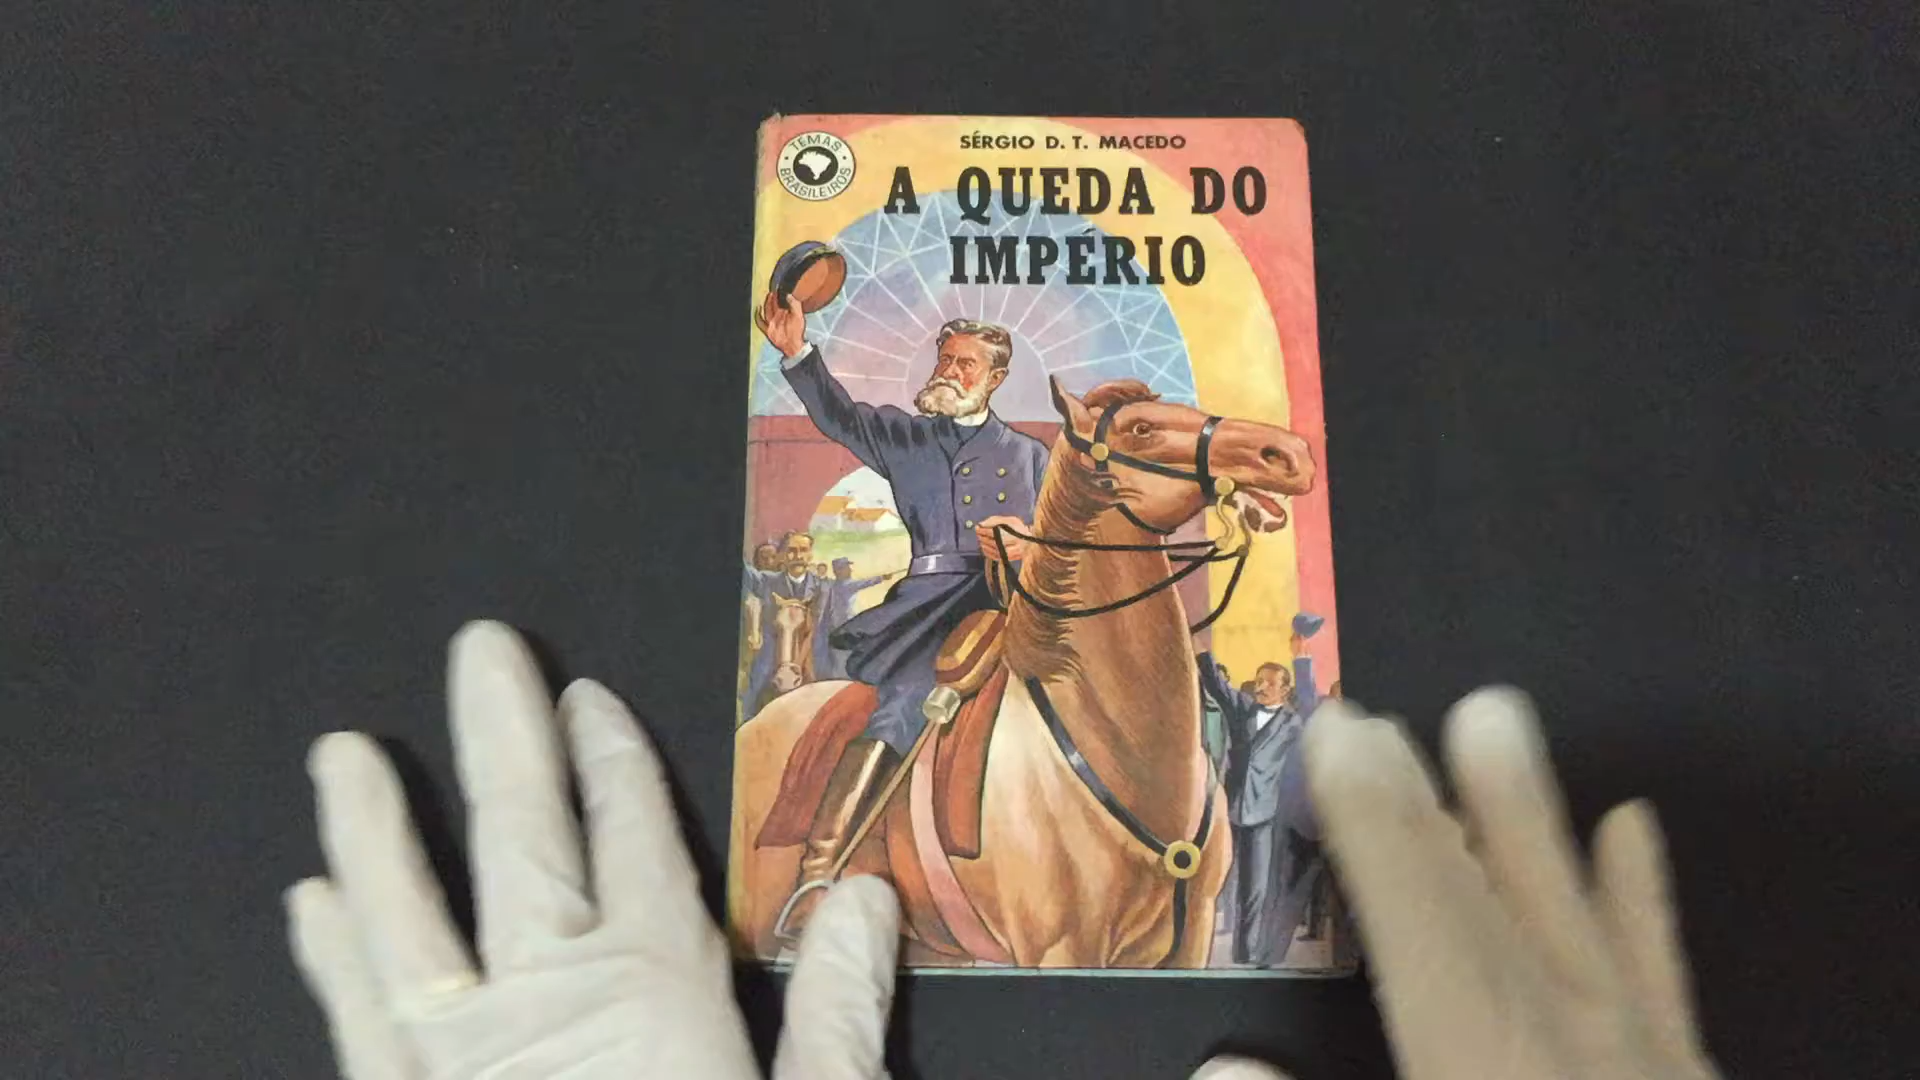 TEMAS
BRASILEIROS
SÉRGIO D. T. MACEDO
A QUEDA DO
IMPÉRIO